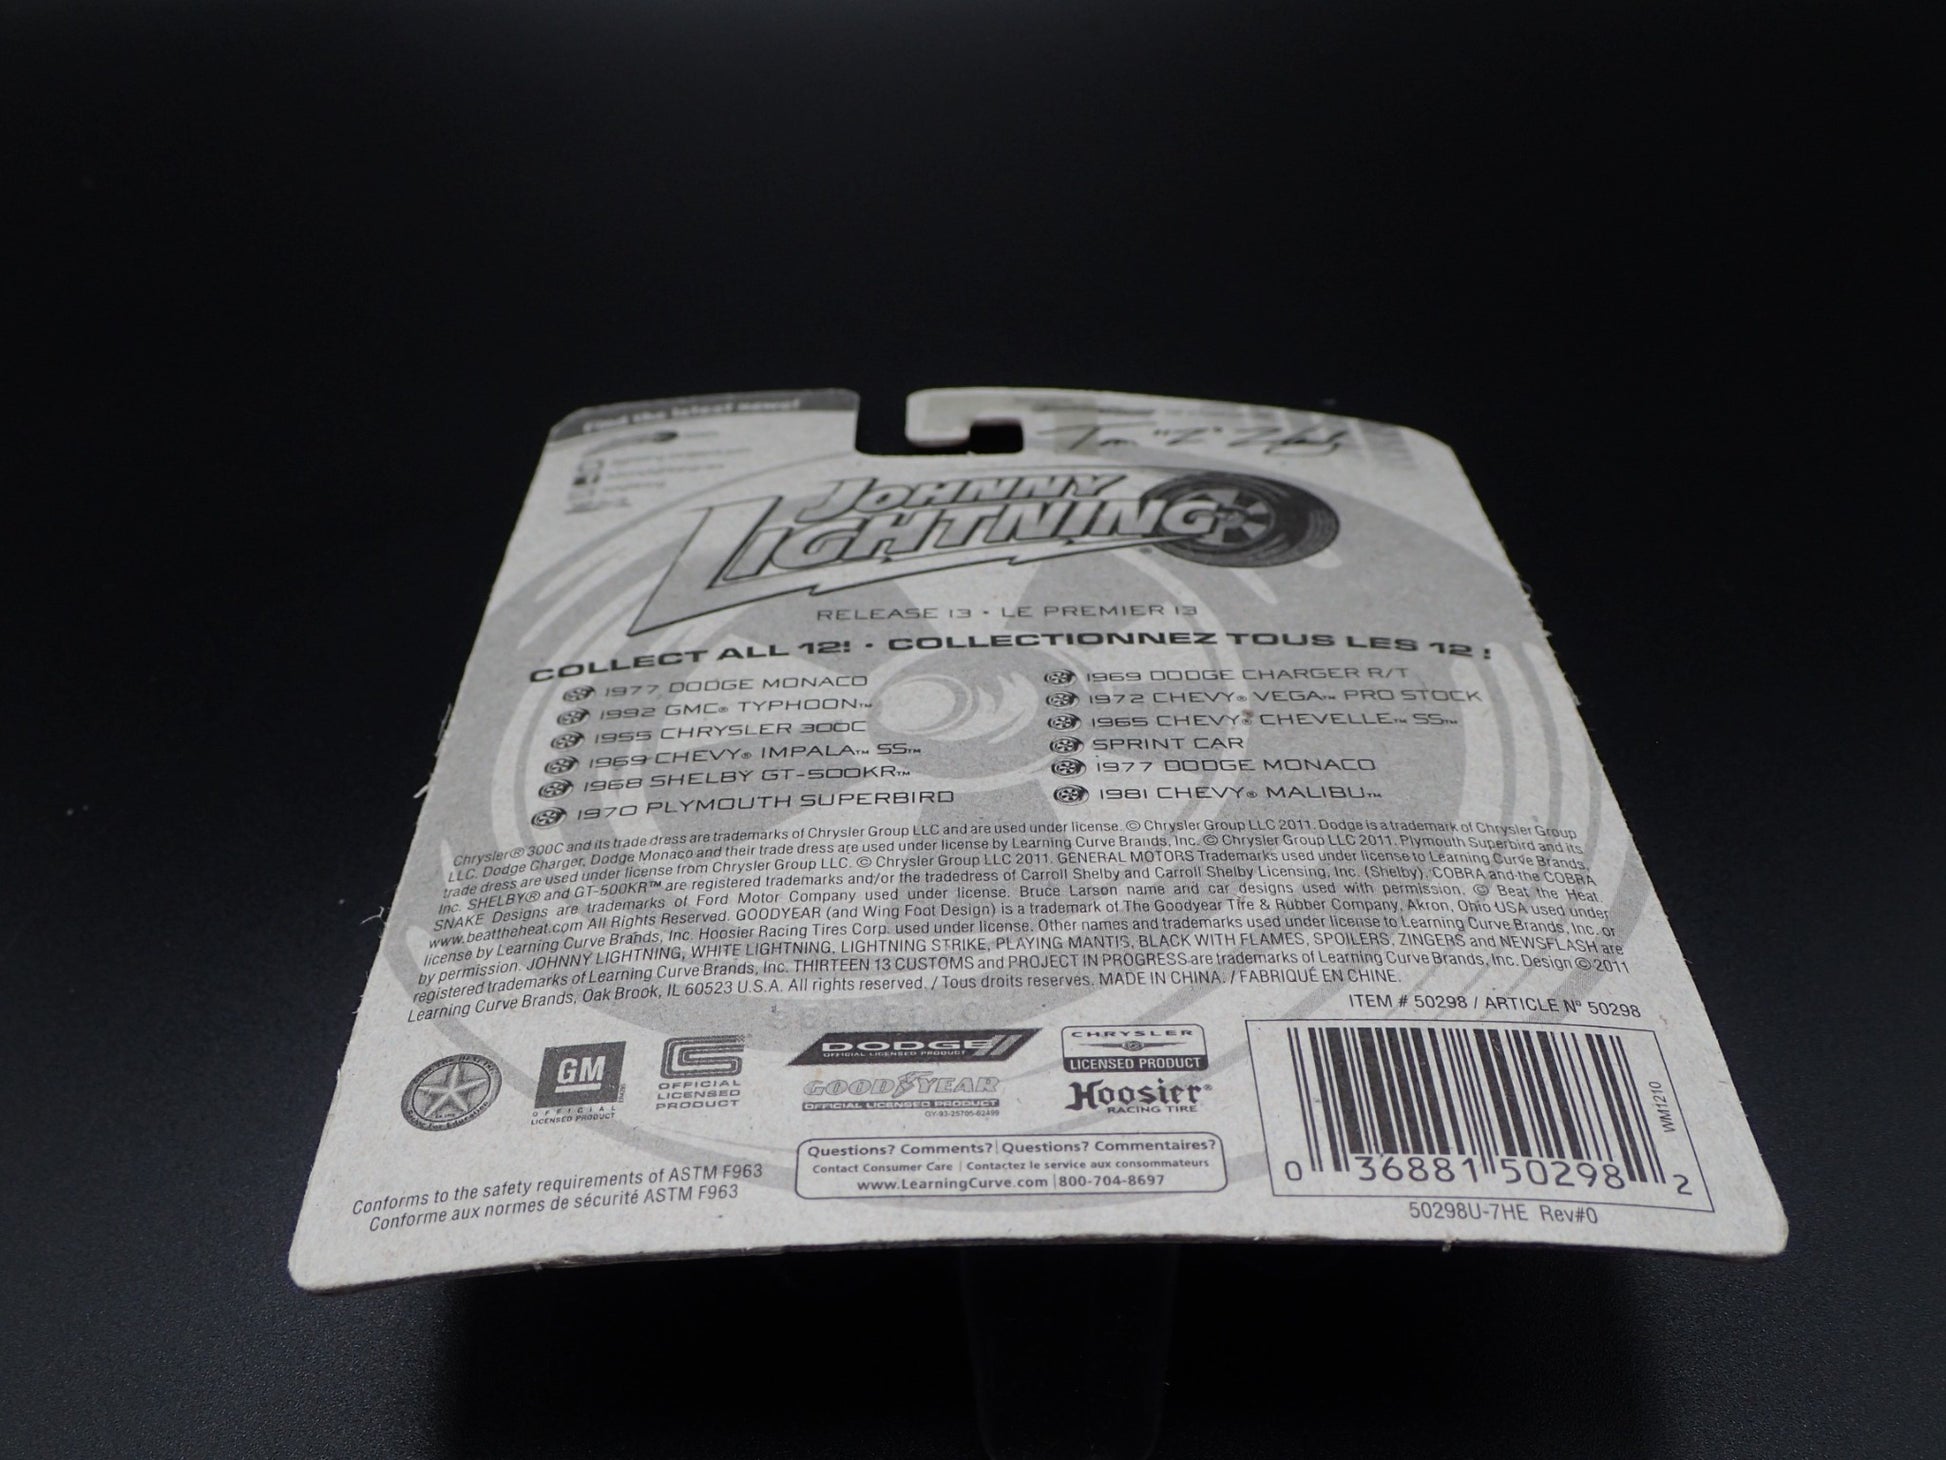 Find the latest news!
JOHNNY
LIGHTNING
RELEASE 13 • LE PREMIER 13
COLLECT ALL 12! • COLLECTIONNEZ TOUS LES 12 !
1977 DODGE MONACO
1992 GMC® TYPHOON™
1955 CHRYSLER 300C
1969 CHEVY® IMPALA™ SS™
1968 SHELBY GT-500KR™
1970 PLYMOUTH SUPERBIRD
1969 DODGE CHARGER R/T
1972 CHEVY® VEGA™ PRO STOCK
1965 CHEVY® CHEVELLE™ SS™
SPRINT CAR
1977 DODGE MONACO
1981 CHEVY® MALIBU™
Chrysler® 300C and its trade dress are trademarks of Chrysler Group LLC and are used under license. © Chrysler Group LLC 2011. Dodge is a trademark of Chrysler Group
LLC. Dodge Charger, Dodge Monaco and their trade dress are used under license by Learning Curve Brands, Inc. © Chrysler Group LLC 2011. Plymouth Superbird and its
trade dress are used under license from Chrysler Group LLC. © Chrysler Group LLC 2011. GENERAL MOTORS Trademarks used under license to Learning Curve Brands,
Inc. SHELBY® and GT-500KR™ are registered trademarks and/or the tradedress of Carroll Shelby and Carroll Shelby Licensing, Inc. (Shelby). COBRA and the COBRA
SNAKE Designs are trademarks of Ford Motor Company used under license. Bruce Larson name and car designs used with permission. © Beat the Heat.
www.beattheheat.com All Rights Reserved. GOODYEAR (and Wing Foot Design) is a trademark of The Goodyear Tire & Rubber Company, Akron, Ohio USA used under
license by Learning Curve Brands, Inc. Hoosier Racing Tires Corp. used under license. Other names and trademarks used under license to Learning Curve Brands, Inc. or
by permission. JOHNNY LIGHTNING, WHITE LIGHTNING, LIGHTNING STRIKE, PLAYING MANTIS, BLACK WITH FLAMES, SPOILERS, ZINGERS and NEWSFLASH are
registered trademarks of Learning Curve Brands, Inc. THIRTEEN 13 CUSTOMS and PROJECT IN PROGRESS are trademarks of Learning Curve Brands, Inc. Design © 2011
Learning Curve Brands, Oak Brook, IL 60523 U.S.A. All rights reserved. / Tous droits reservés. MADE IN CHINA. / FABRIQUÉ EN CHINE.
ITEM # 50298 / ARTICLE Nº 50298
GM
OFFICIAL
LICENSED PRODUCT
OFFICIAL
LICENSED
PRODUCT
DODGE
OFFICIAL LICENSED PRODUCT
GOODYEAR
OFFICIAL LICENSED PRODUCT
GY-93-25705-62499
CHRYSLER
LICENSED PRODUCT
Hoosier®
RACING TIRE
WM1210
0 36881 50298 2
50298U-7HE Rev#0
Questions? Comments? | Questions? Commentaires?
Contact Consumer Care | Contactez le service aux consommateurs
www.LearningCurve.com | 800-704-8697
Conforms to the safety requirements of ASTM F963
Conforme aux normes de sécurité ASTM F963